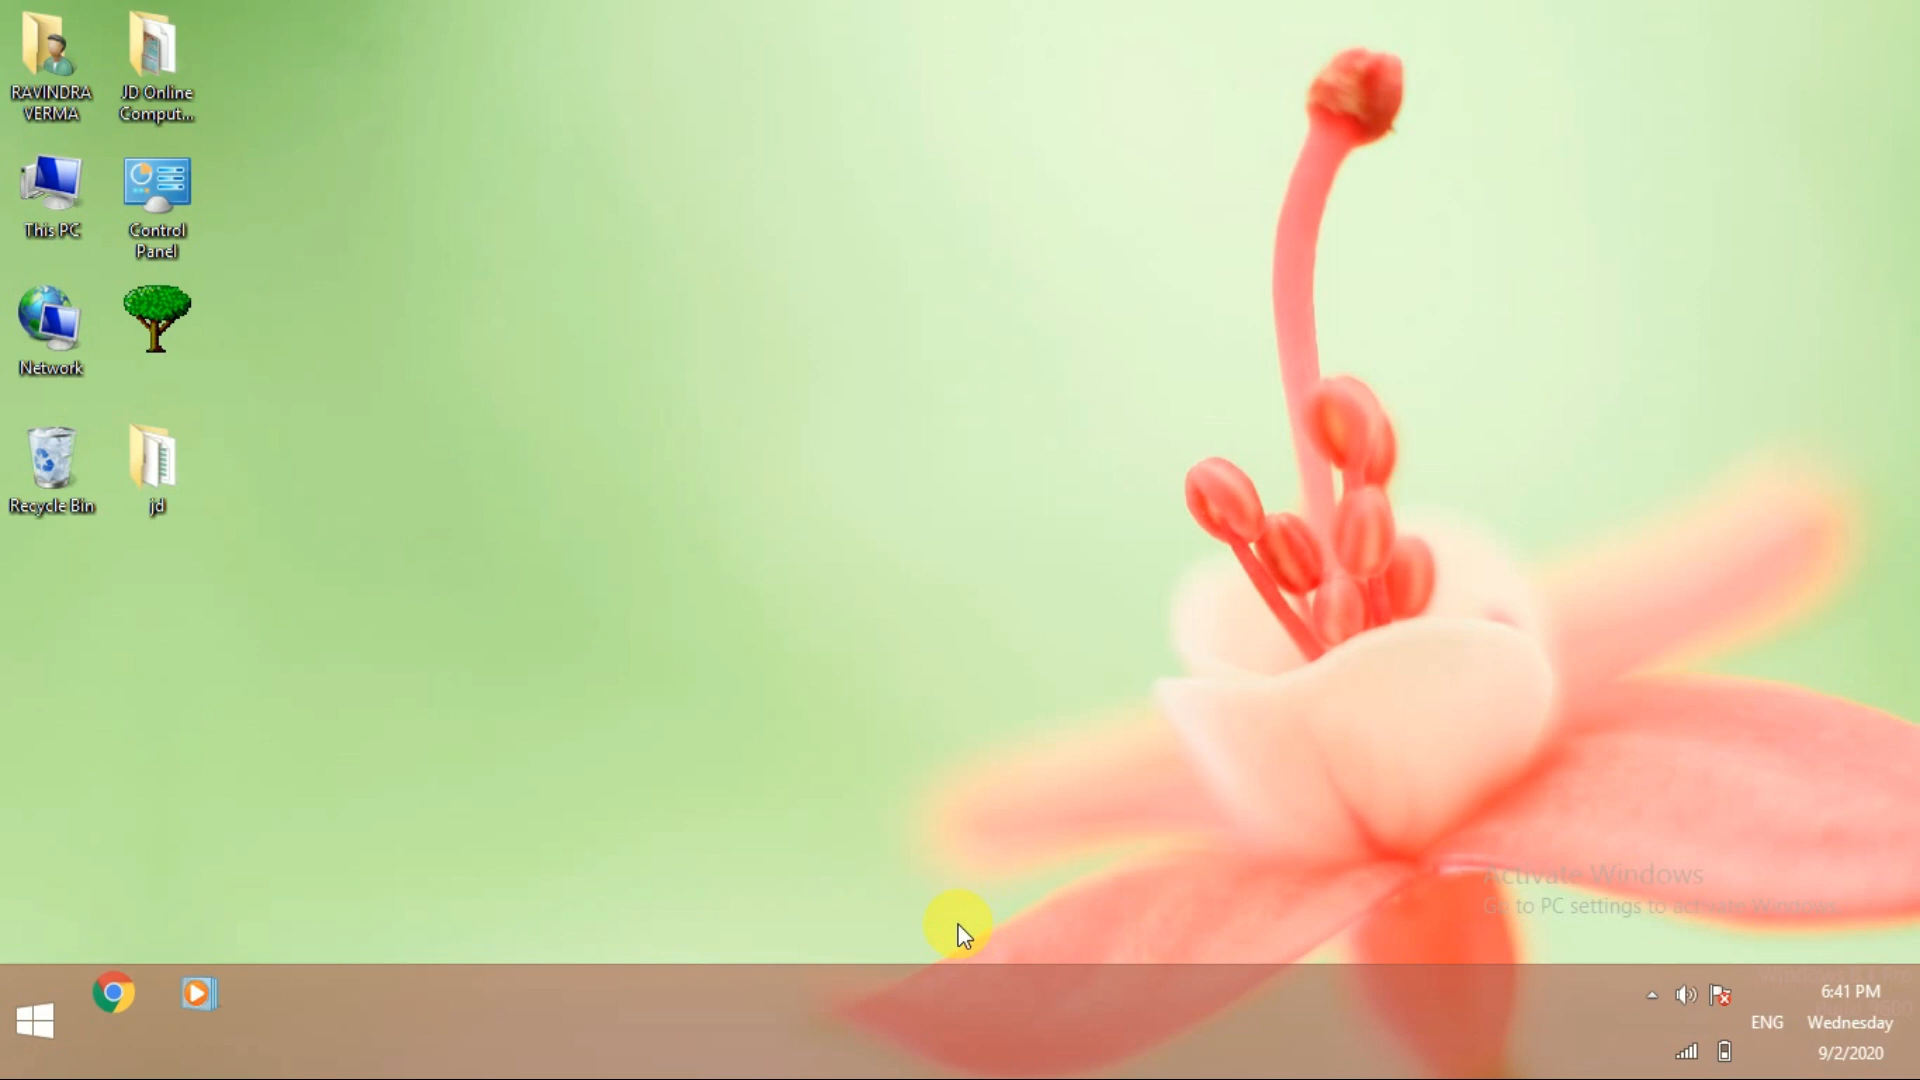 RAVINDRA
VERMA
JD Online
Comput...
This PC
Control
Panel
Network
Recycle Bin
jd
Activate Windows
Go to PC settings to activate Windows.
6:41 PM
ENG
Wednesday
9/2/2020